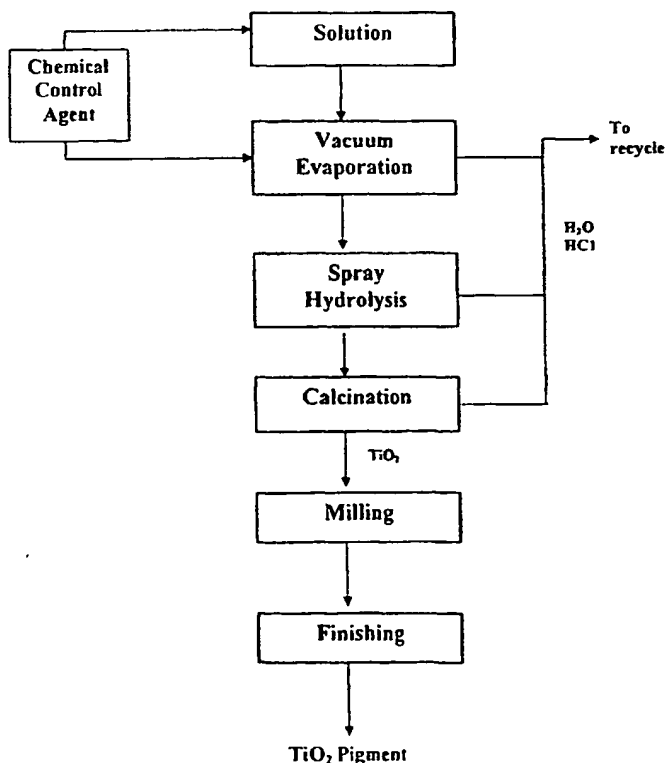 Solution
Chemical
Control
Agent
Vacuum
Evaporation
To
recycle
H₂O
HCl
Spray
Hydrolysis
Calcination
TiO₂
Milling
Finishing
TiO₂ Pigment